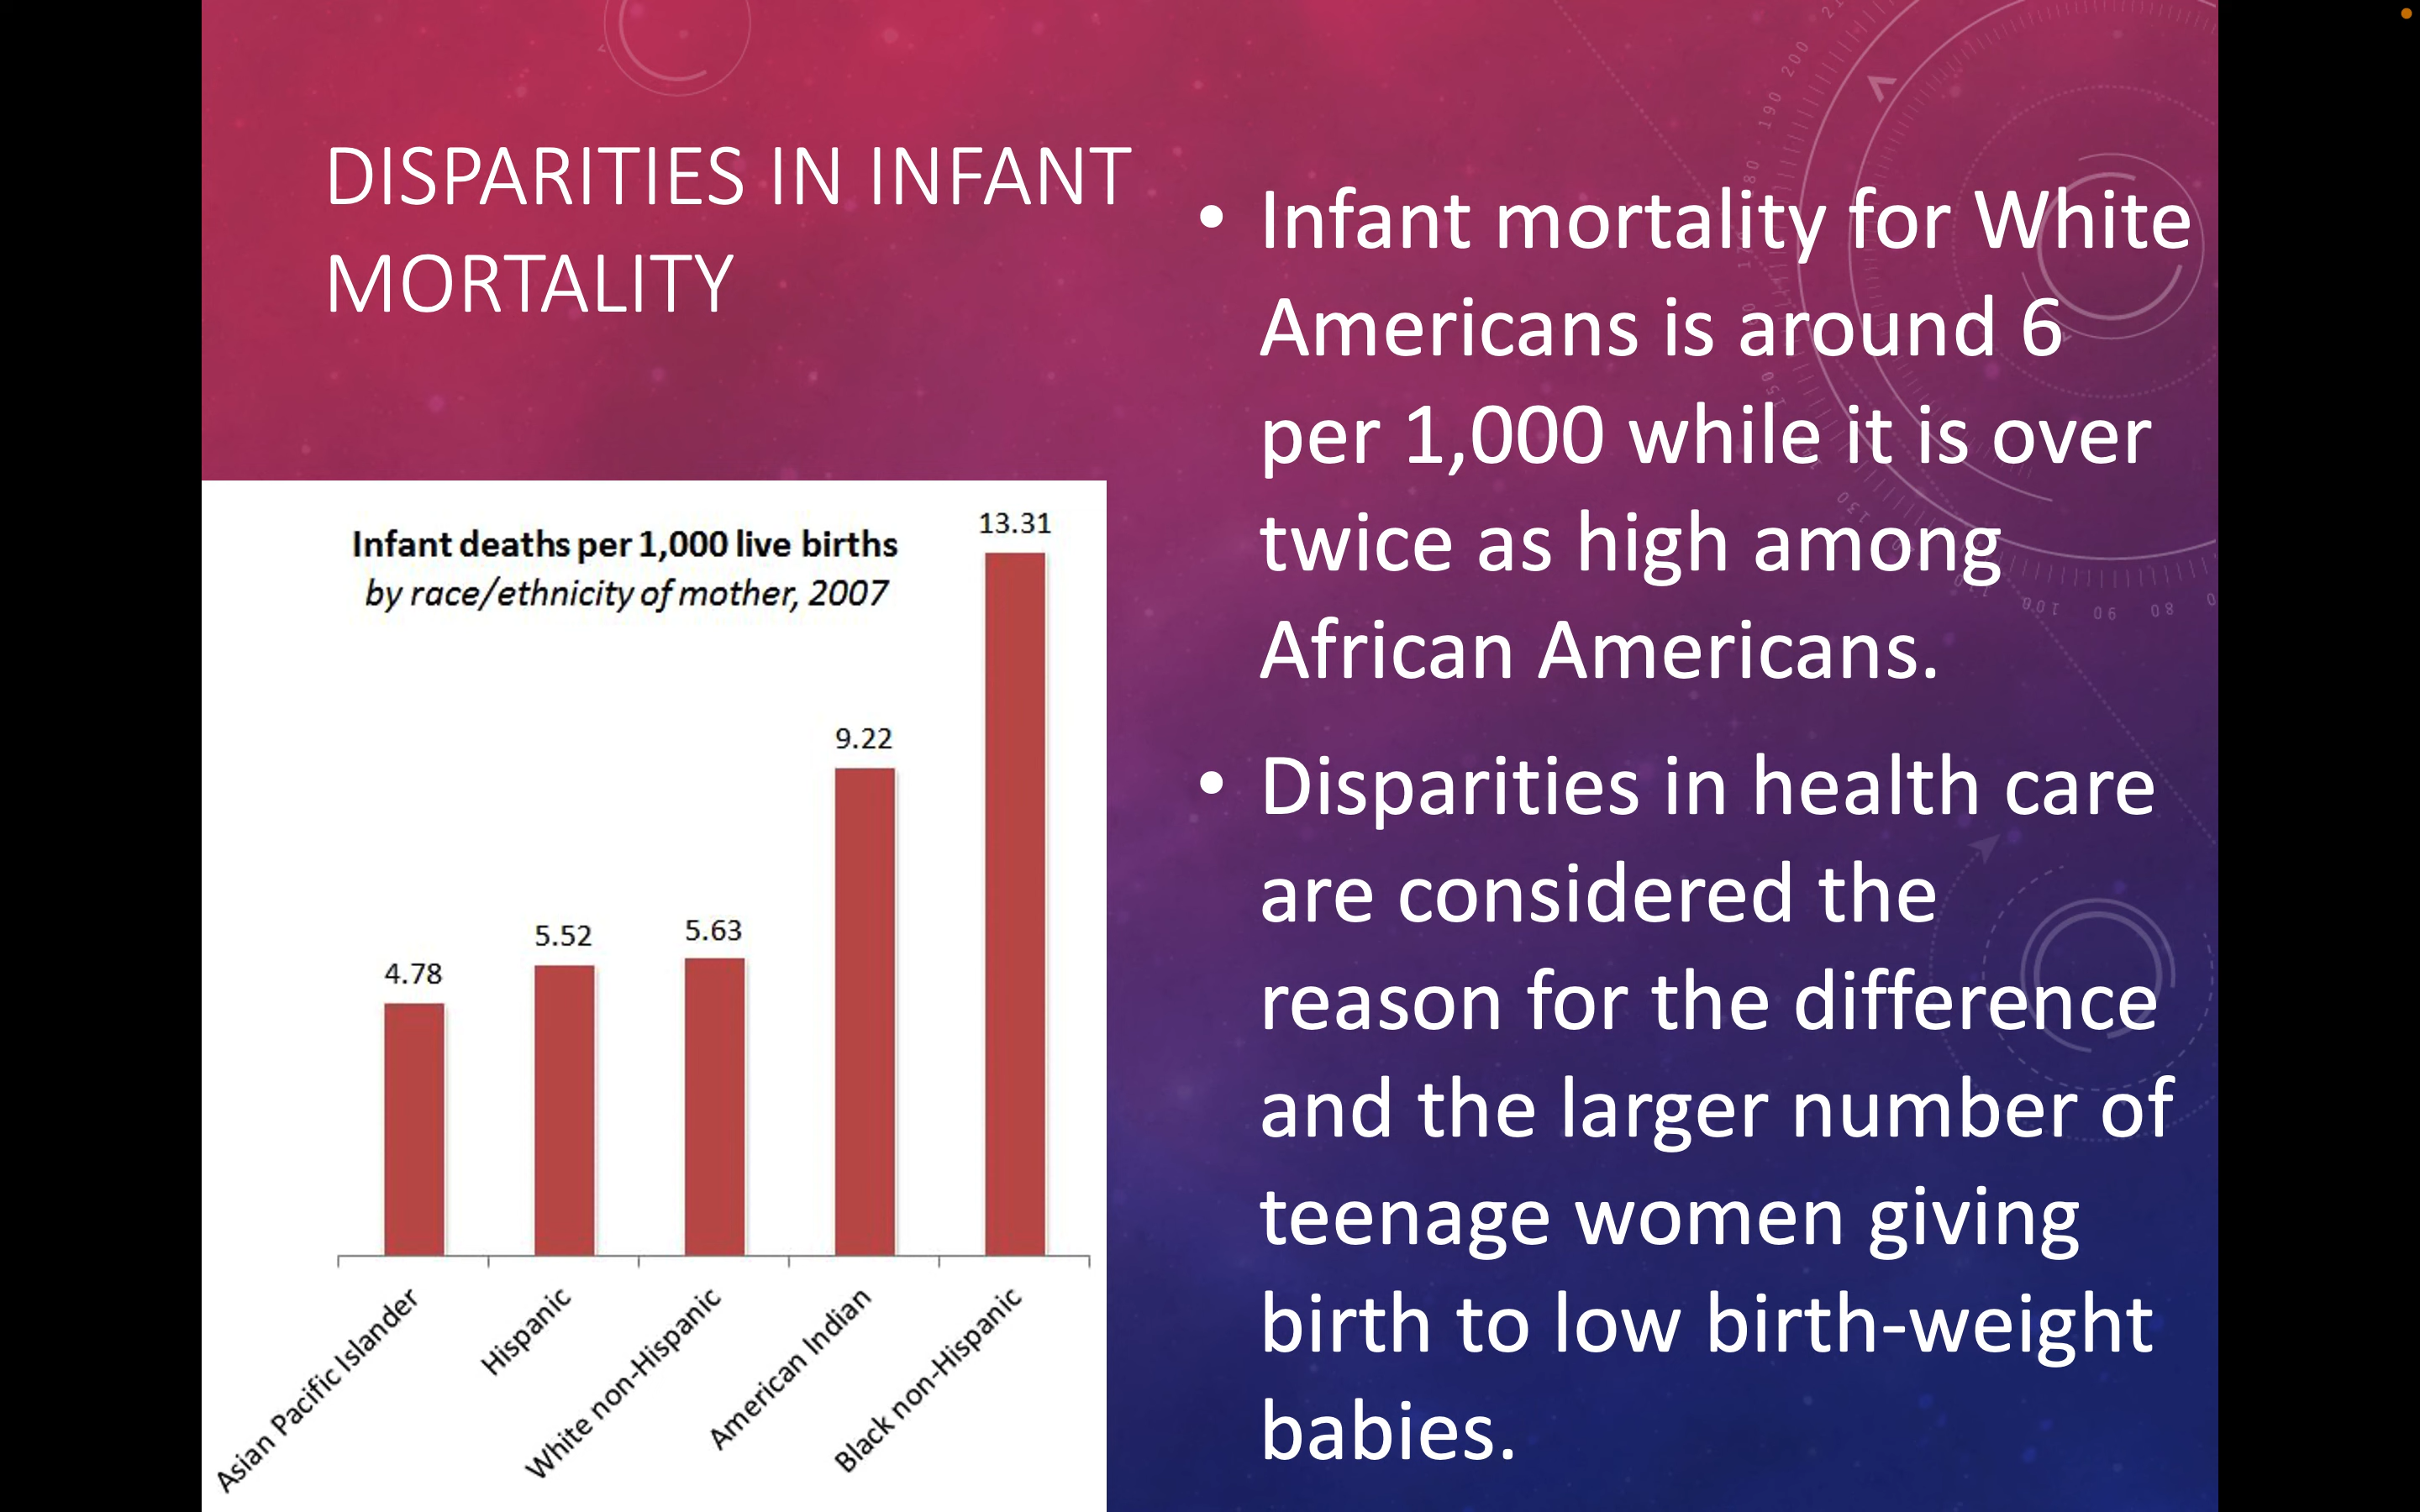 DISPARITIES IN INFANT
MORTALITY
Infant deaths per 1,000 live births
by race/ethnicity of mother, 2007
4.78
5.52
5.63
9.22
13.31
Asian Pacific Islander
Hispanic
White non-Hispanic
American Indian
Black non-Hispanic
• Infant mortality for White
Americans is around 6
per 1,000 while it is over
twice as high among
African Americans.
• Disparities in health care
are considered the
reason for the difference
and the larger number of
teenage women giving
birth to low birth-weight
babies.